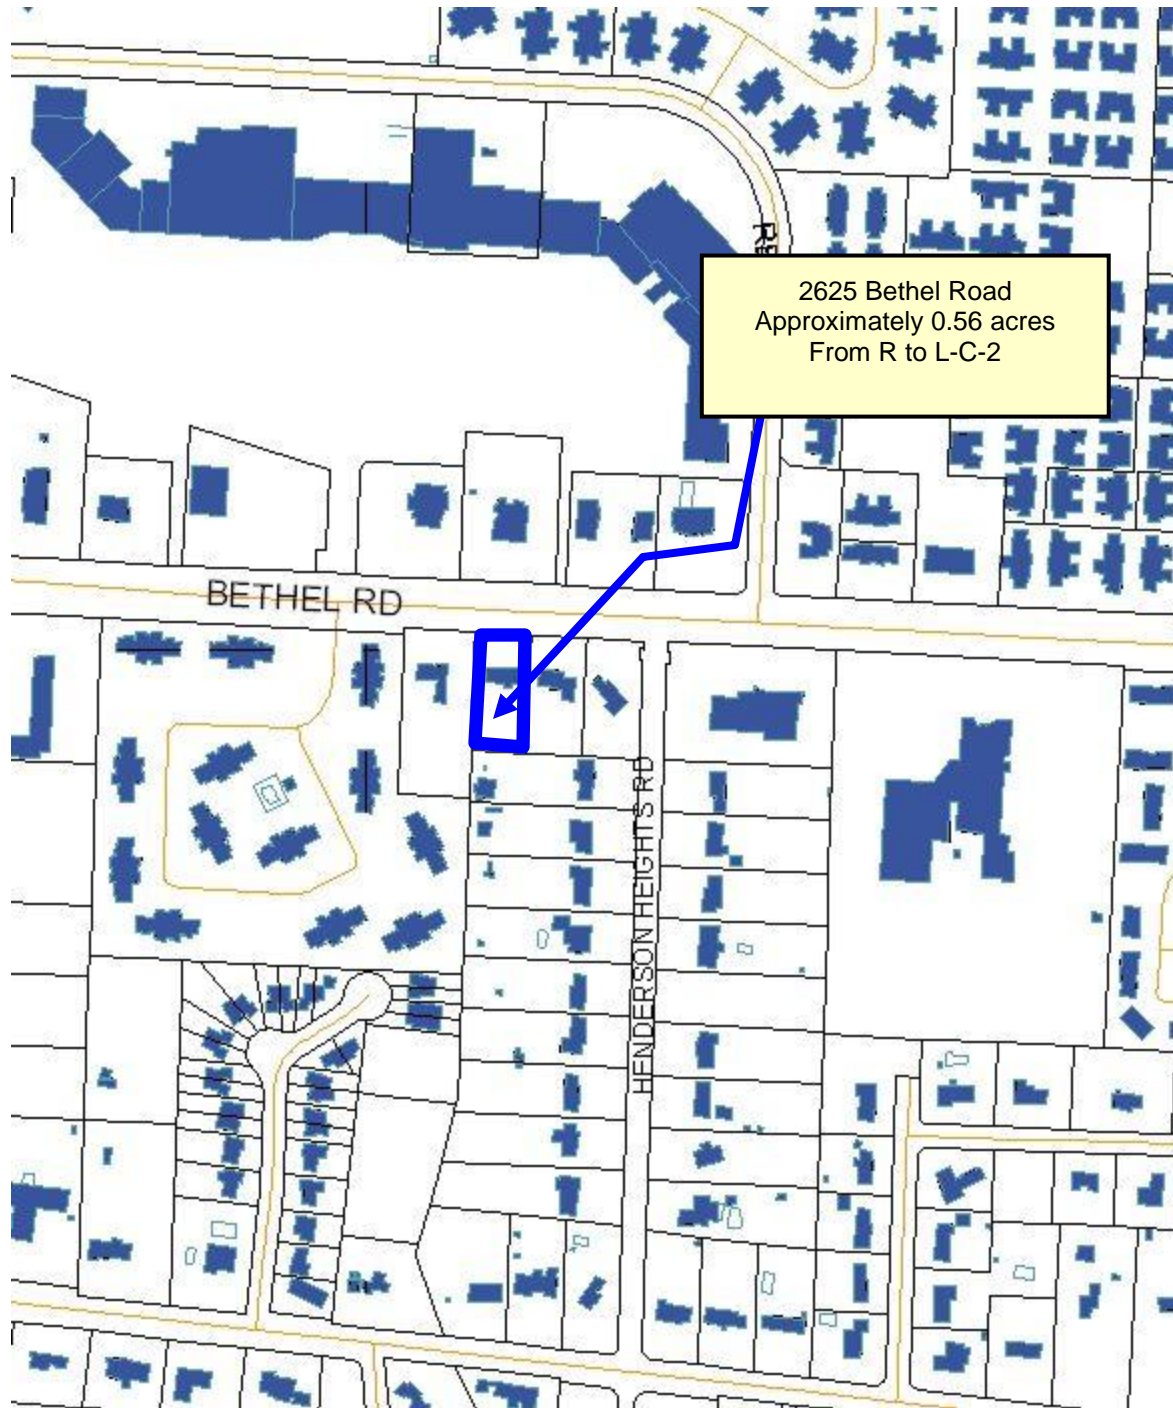 2625 Bethel Road
Approximately 0.56 acres
From R to L-C-2
BETHEL RD
HENDERSON HEIGHTS RD